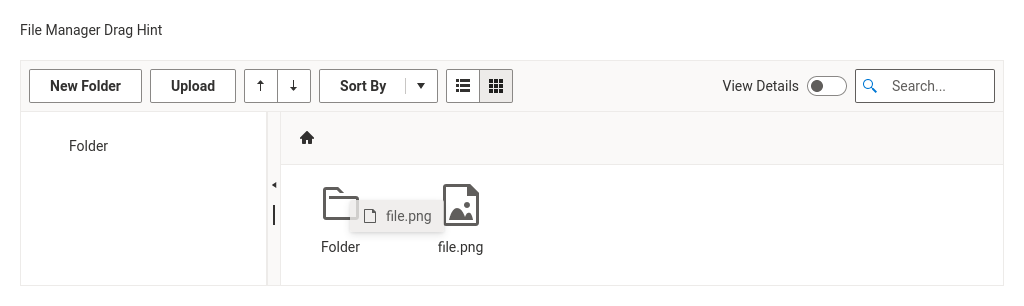 File Manager Drag Hint
New Folder
Upload
Sort By
View Details
Search...
Folder
file.png
Folder
file.png